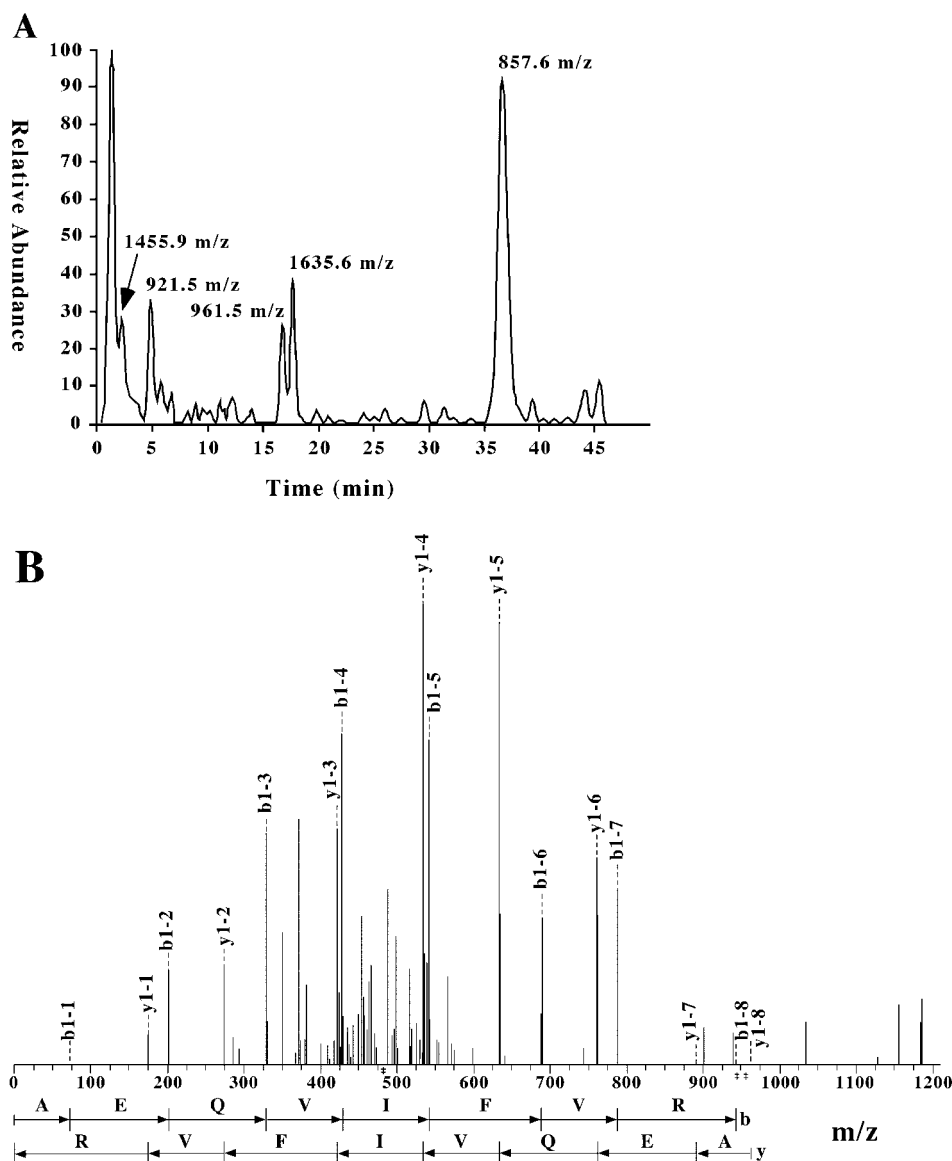 A
Relative Abundance
100
90
80
70
60
50
40
30
20
10
0
1455.9 m/z
921.5 m/z
961.5 m/z
1635.6 m/z
857.6 m/z
0 5 10 15 20 25 30 35 40 45
Time (min)
B
b1-1
y1-1
b1-2
y1-2
b1-3
y1-3
b1-4
y1-4
b1-5
y1-5
b1-6
y1-6
b1-7
y1-7
b1-8
y1-8
‡
‡ ‡
0 100 200 300 400 500 600 700 800 900 1000 1100 1200
A E Q V I F V R b
R V F I V Q E A y
m/z